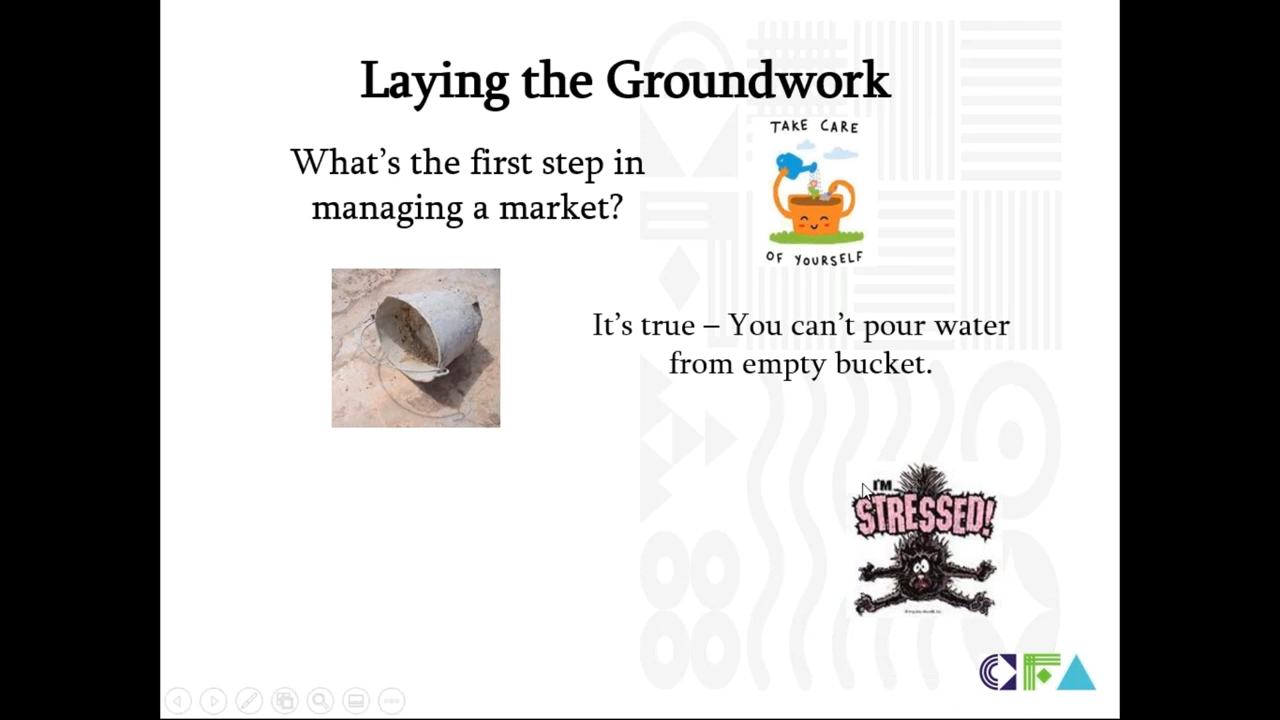 Laying the Groundwork
What's the first step in
managing a market?
TAKE CARE
OF YOURSELF
It's true – You can't pour water
from empty bucket.
I'M
STRESSED!
CFA